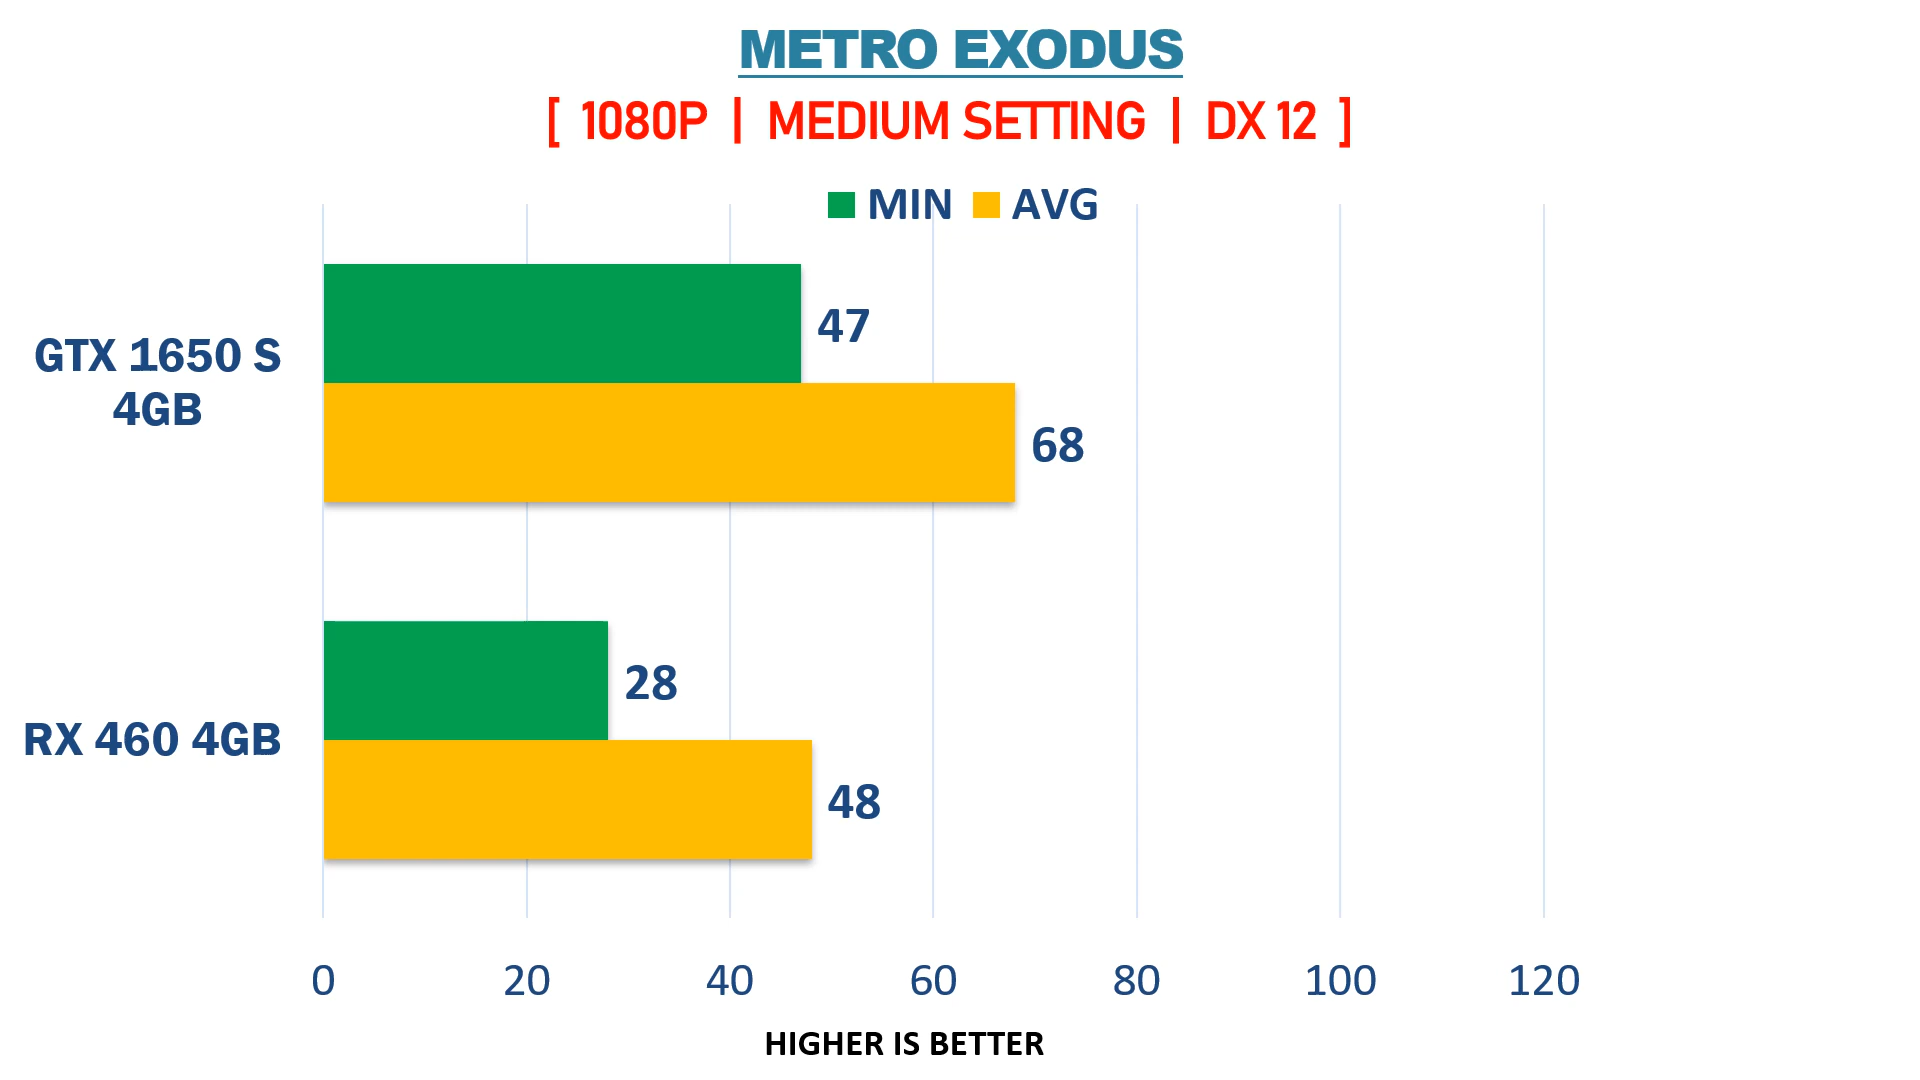 METRO EXODUS
[ 1080P | MEDIUM SETTING | DX 12 ]
MIN AVG
GTX 1650 S
4GB
47
68
RX 460 4GB
28
48
0 20 40 60 80 100 120
HIGHER IS BETTER